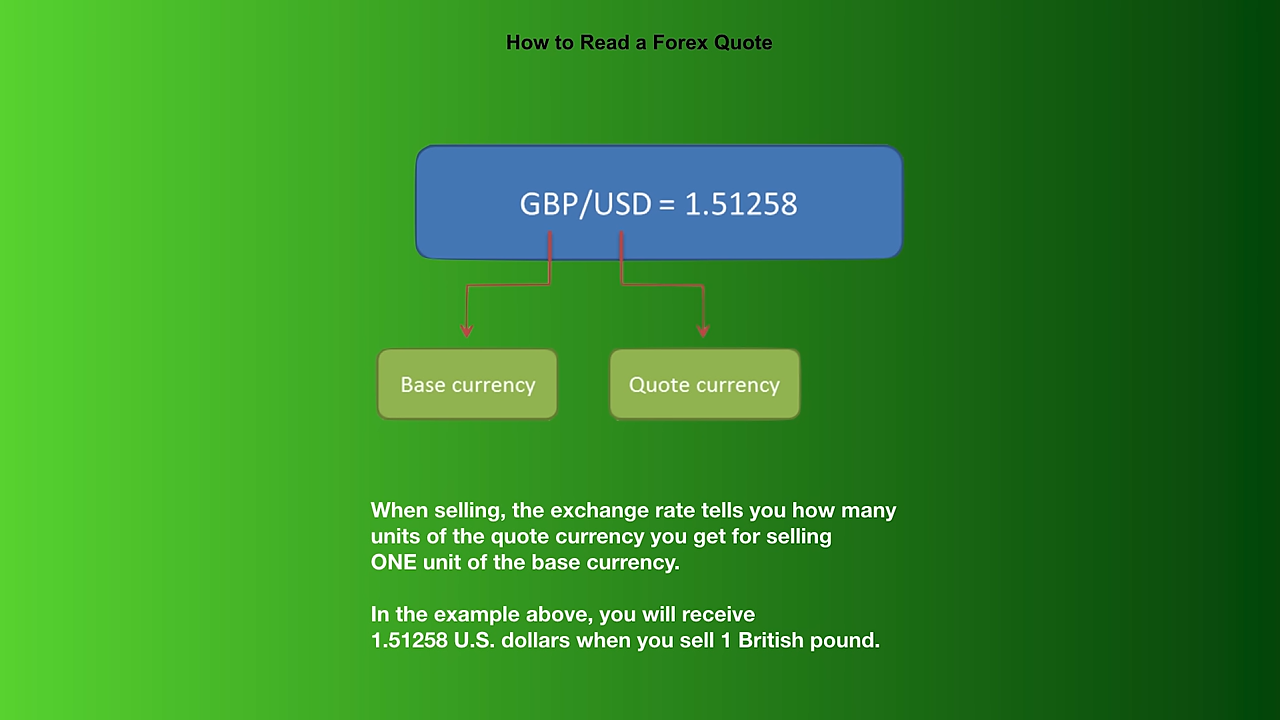 How to Read a Forex Quote
GBP/USD = 1.51258
Base currency
Quote currency
When selling, the exchange rate tells you how many
units of the quote currency you get for selling
ONE unit of the base currency.
In the example above, you will receive
1.51258 U.S. dollars when you sell 1 British pound.